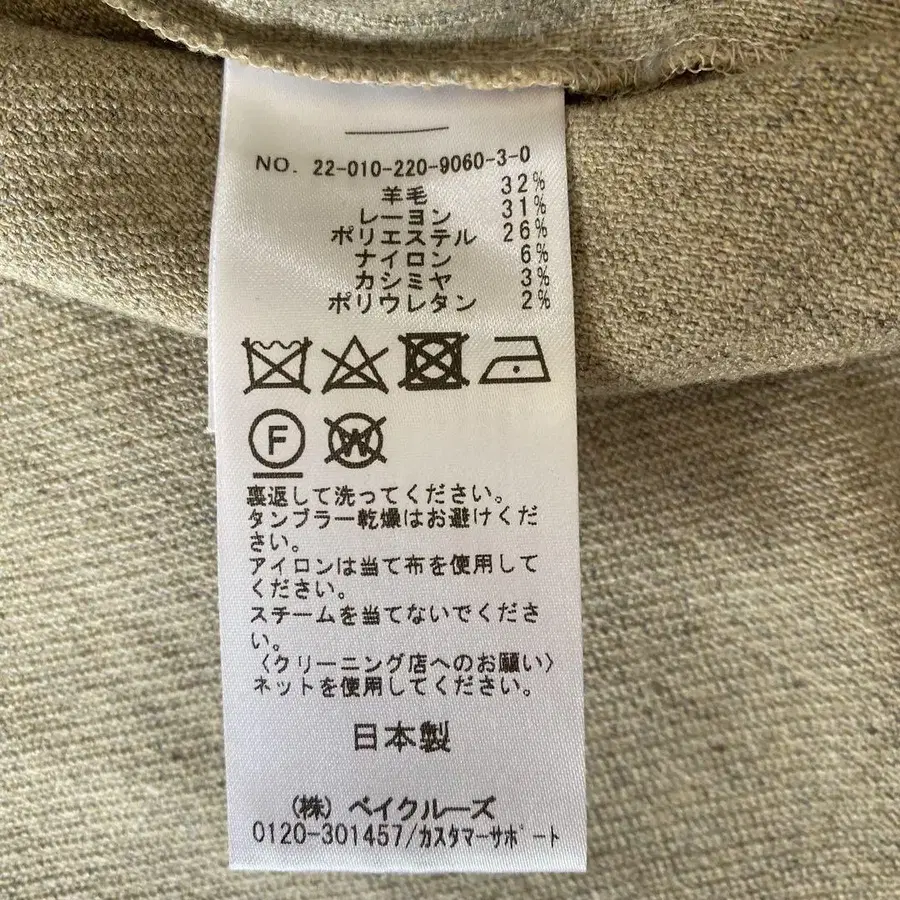 NO. 22-010-220-9060-3-0
羊毛 32%
レーヨン 31%
ポリエステル 26%
ナイロン 6%
カシミヤ 3%
ポリウレタン 2%
F W
裏返して洗ってください。
タンブラー乾燥はお避けくだ
さい。
アイロンは当て布を使用して
ください。
スチームを当てないでくださ
い。
〈クリーニング店へのお願い〉
ネットを使用してください。
日本製
(株) ベイクルーズ
0120-301457/カスタマーサポート